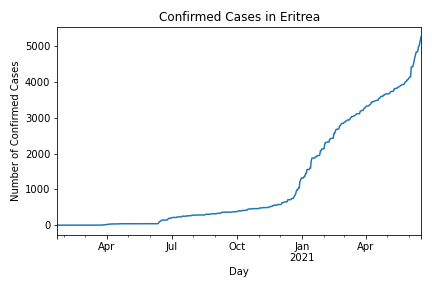 Confirmed Cases in Eritrea
Number of Confirmed Cases
5000
4000
3000
2000
1000
0
Apr
Jul
Oct
Jan
2021
Apr
Day